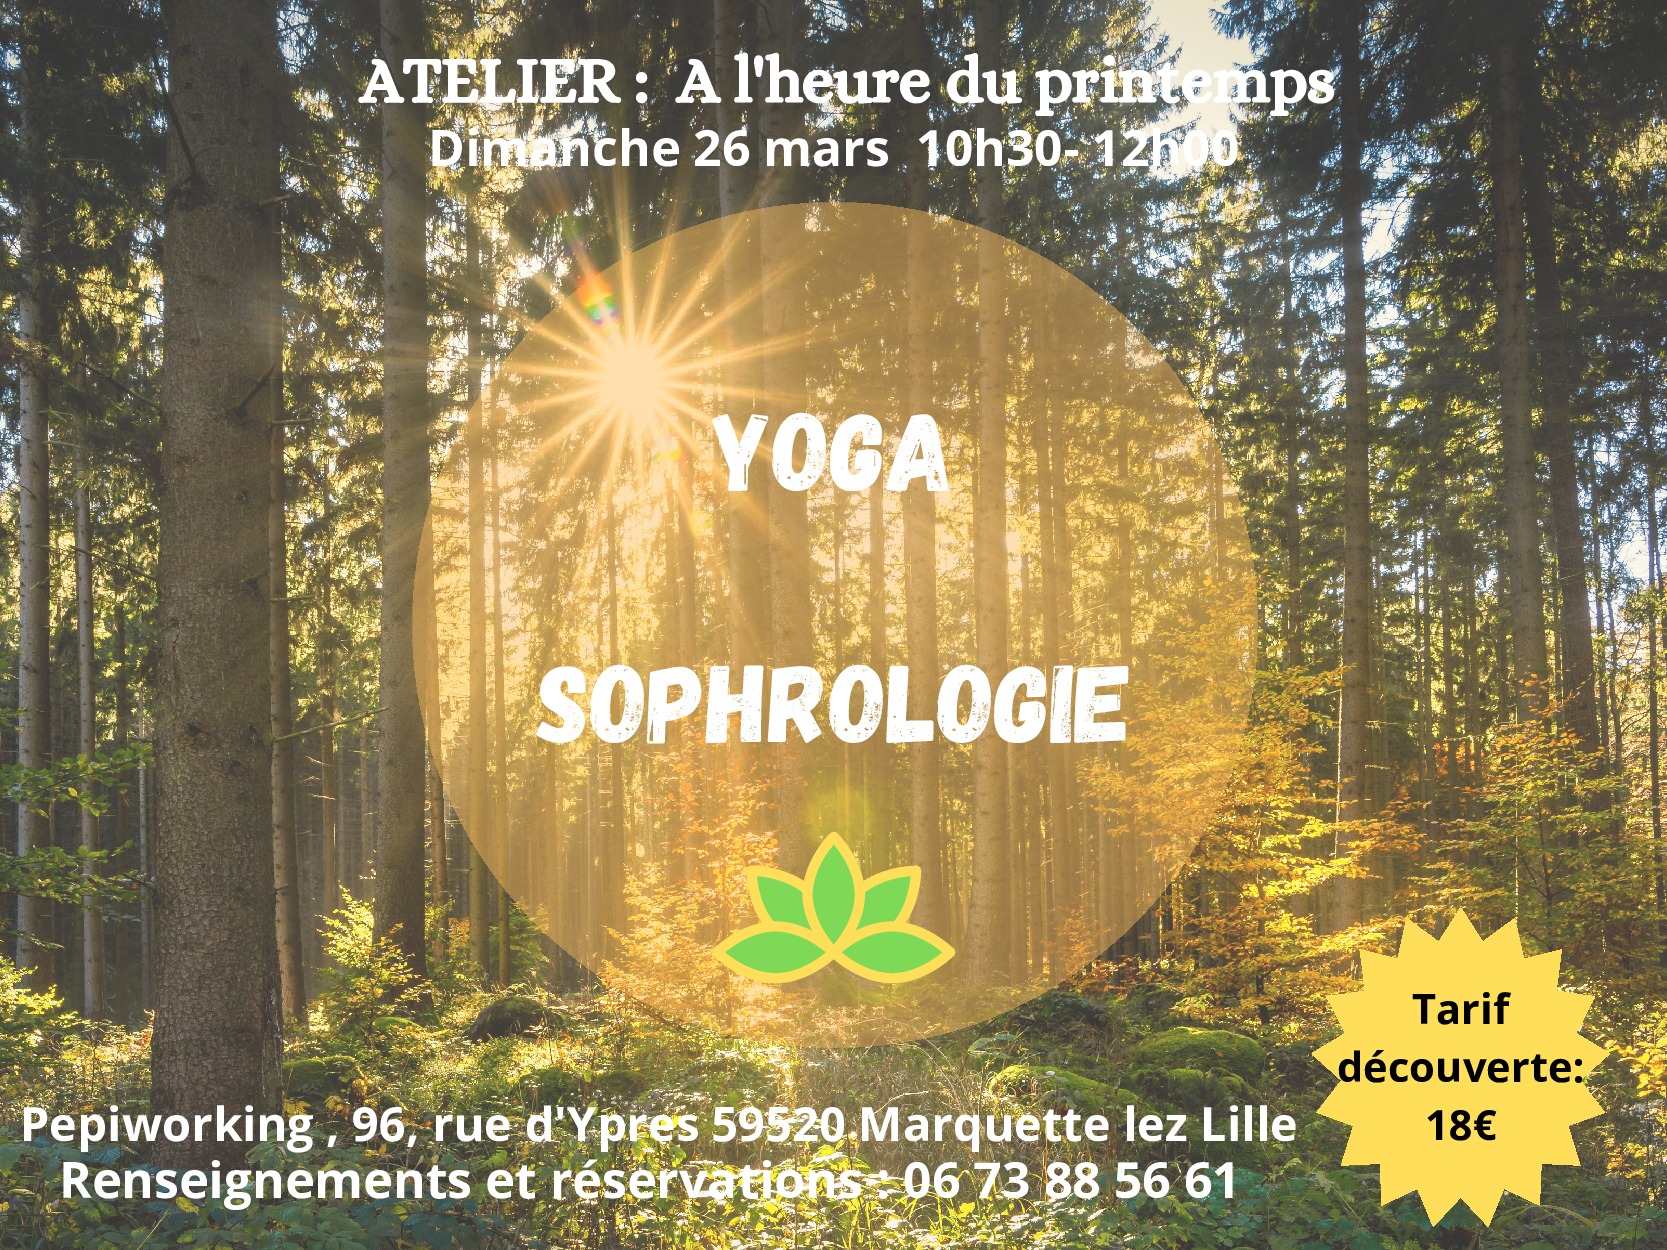 ATELIER :  A l'heure du printemps
Dimanche 26 mars  10h30- 12h00
YOGA
SOPHROLOGIE
Tarif
découverte:
18€
Pepiworking , 96, rue d'Ypres 59520 Marquette lez Lille
Renseignements et réservations : 06 73 88 56 61